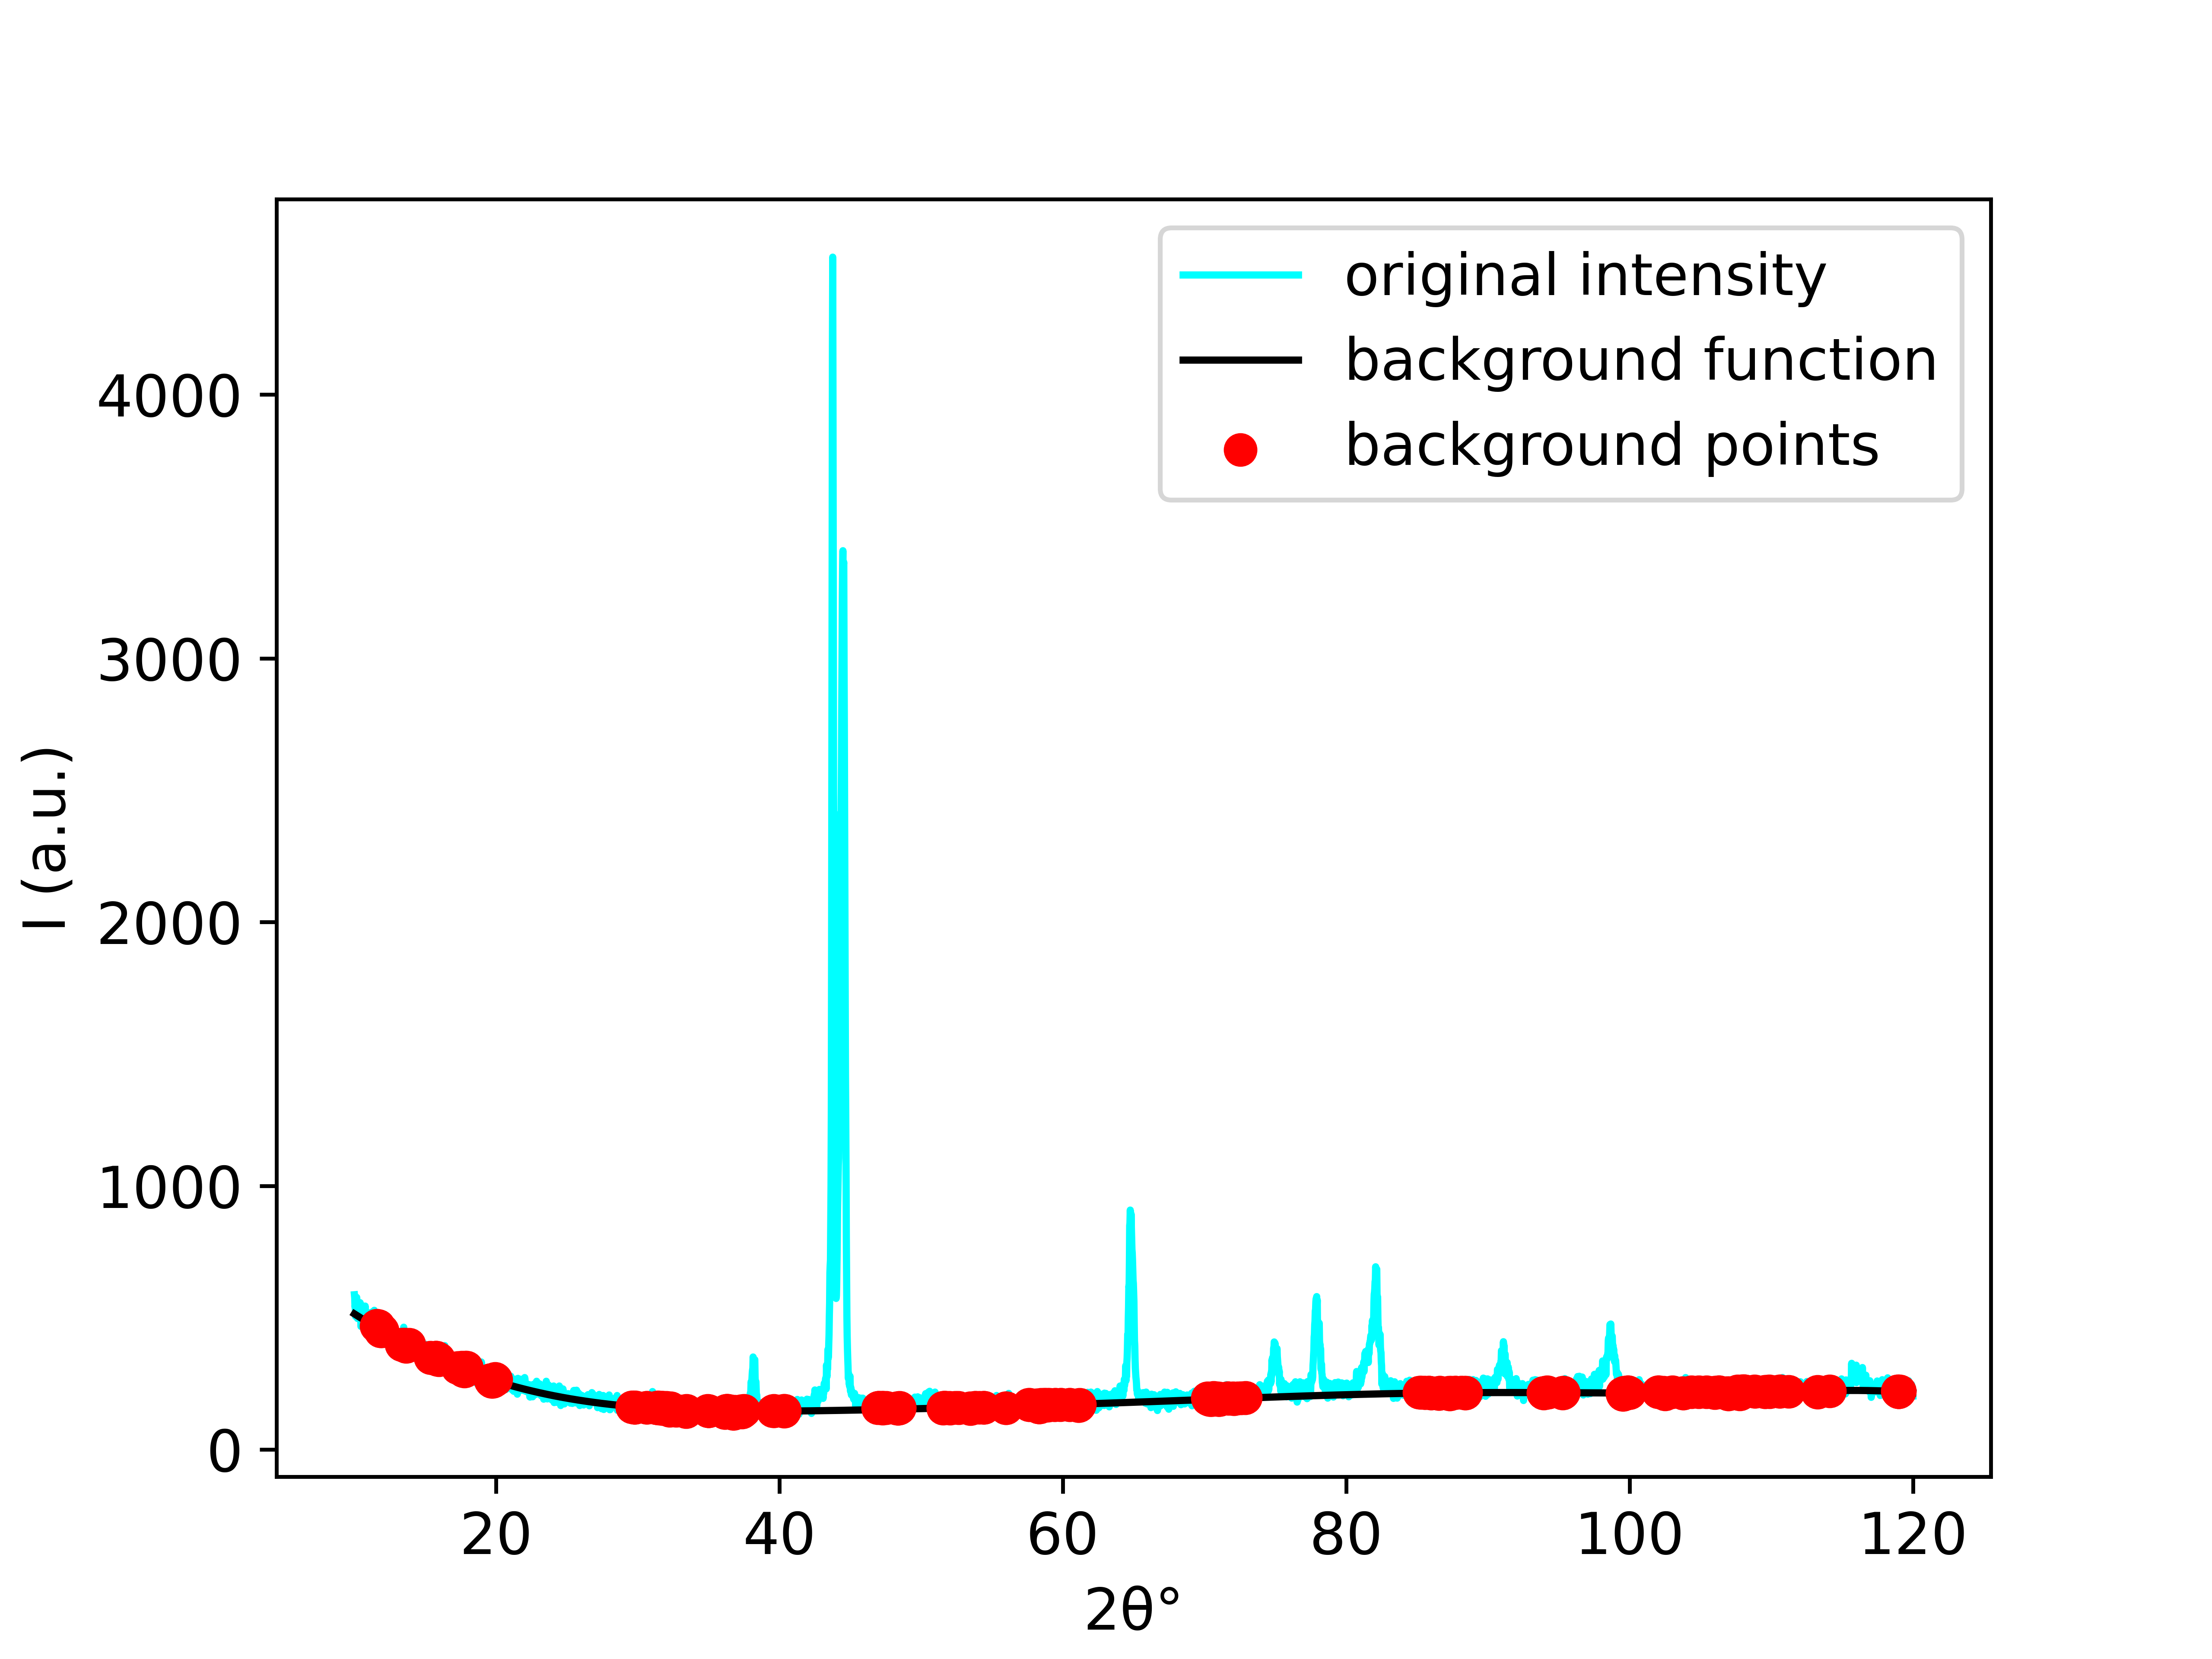 original intensity
background function
background points
4000
3000
2000
1000
0
I (a.u.)
20 40 60 80 100 120
2θ°